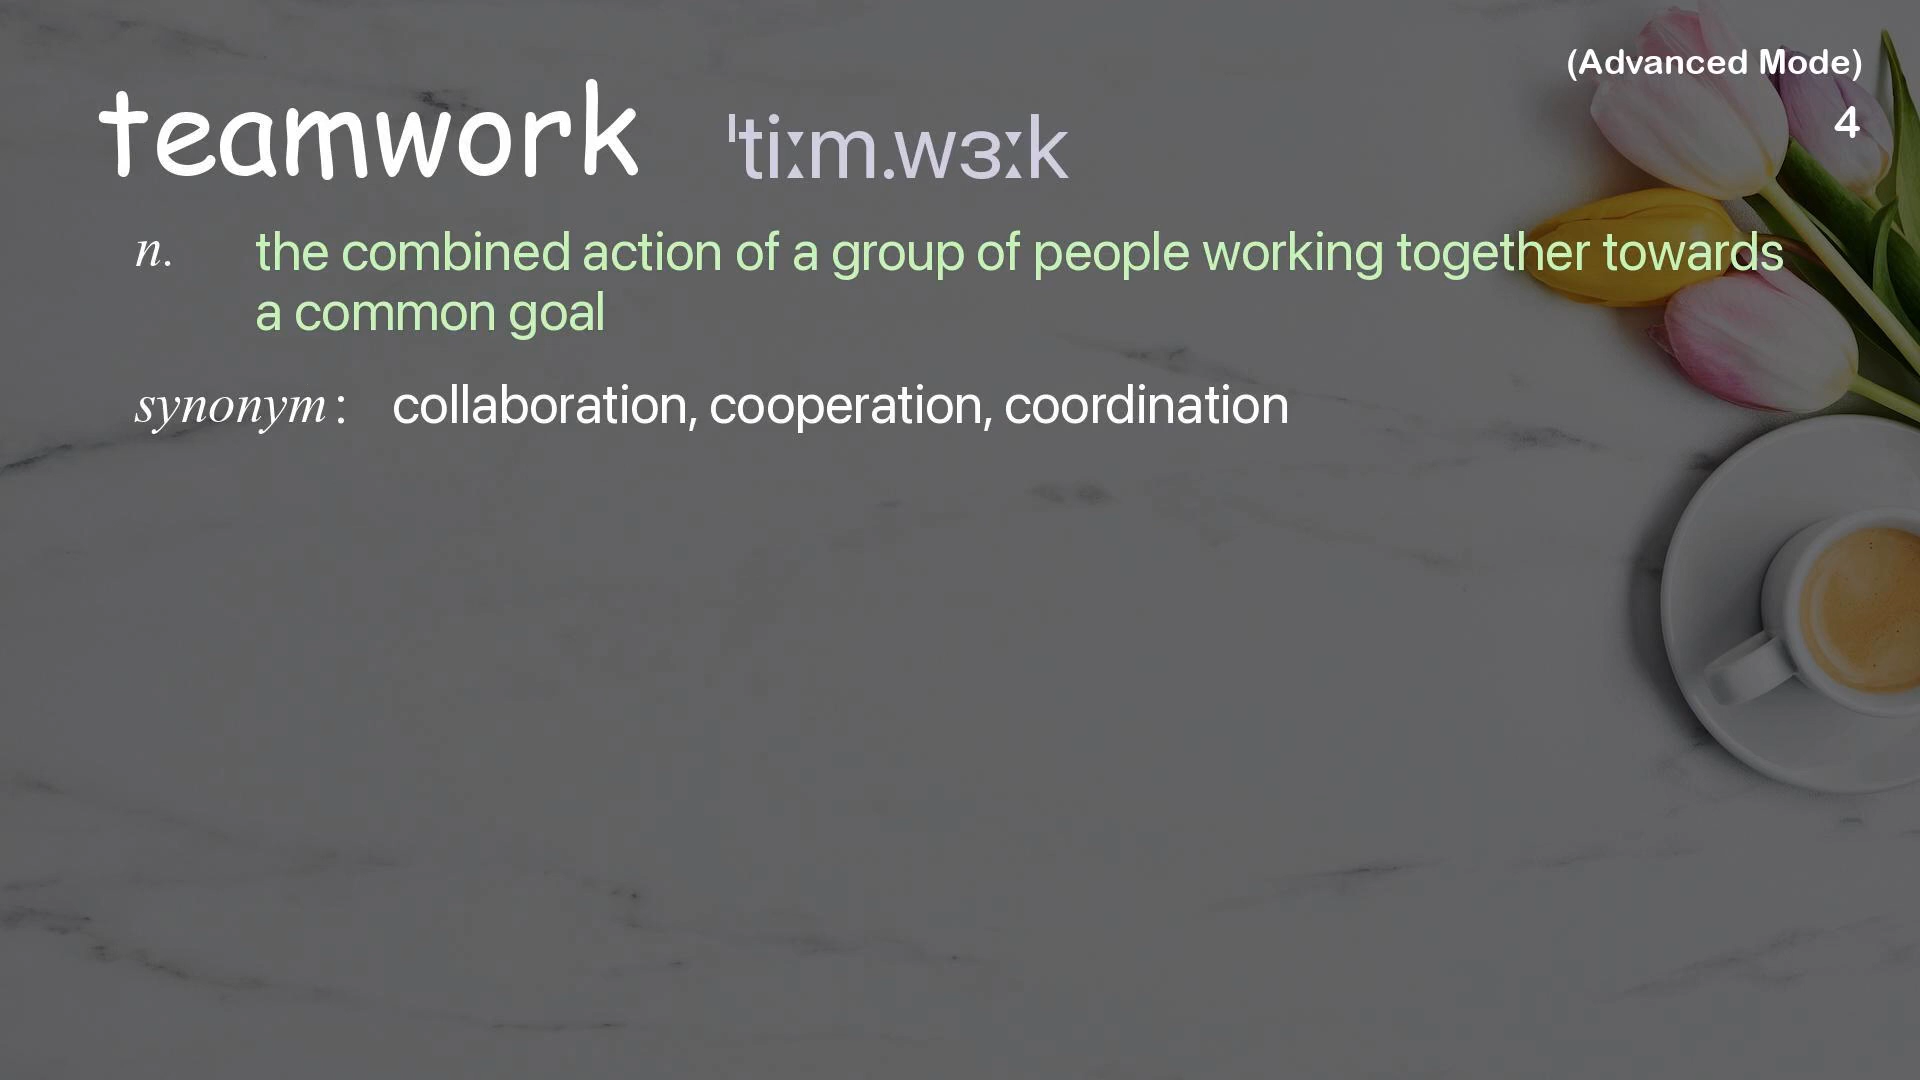 (Advanced Mode)
teamwork ˈtiːm.wɜːk
4
n. the combined action of a group of people working together towards
a common goal
synonym: collaboration, cooperation, coordination